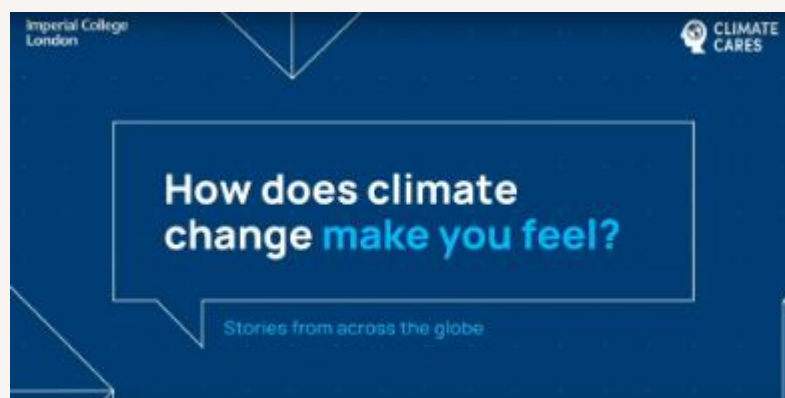 Imperial College
London
CLIMATE
CARES
How does climate
change make you feel?
Stories from across the globe